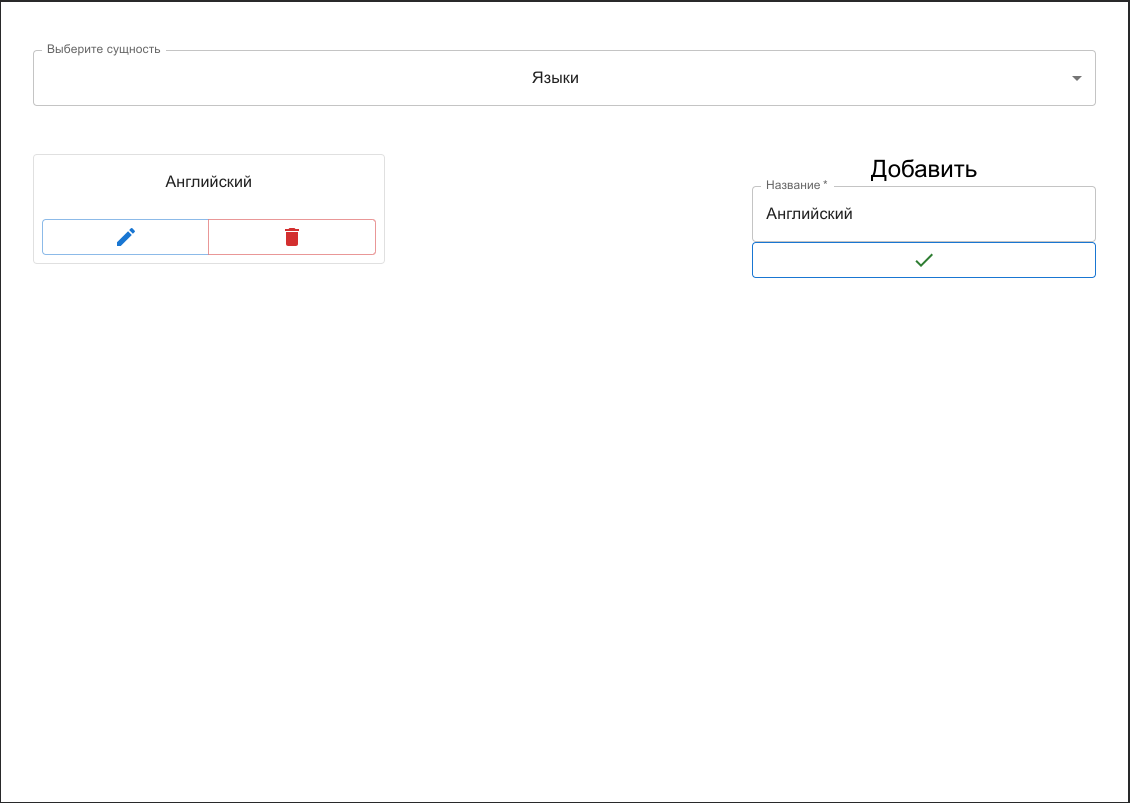 Выберите сущность
Языки
Английский
Добавить
Название *
Английский